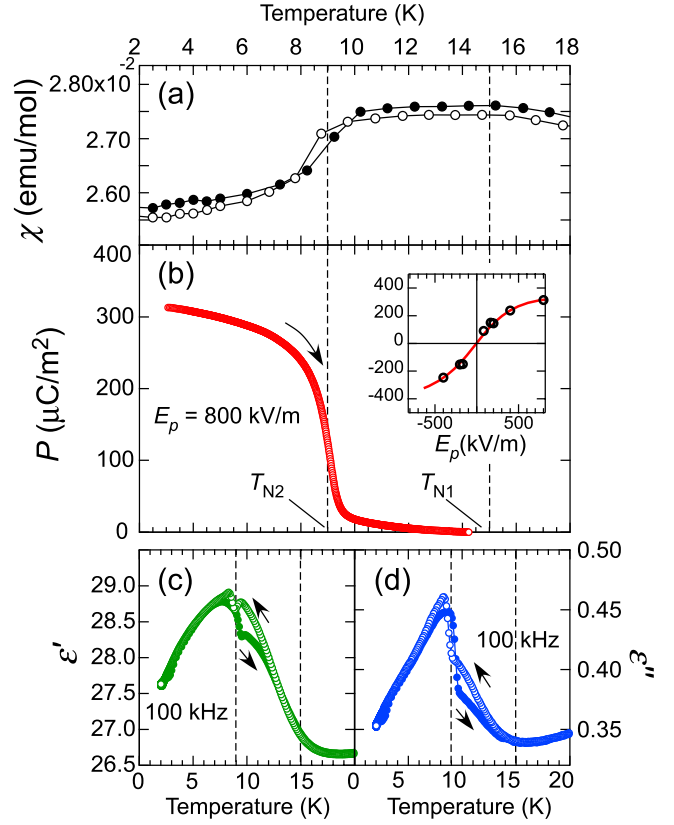 Temperature (K)
2 4 6 8 10 12 14 16 18
2.80x10⁻²
2.70
2.60
χ (emu/mol)
(a)
(b)
400
300
200
100
0
P (μC/m²)
E_p = 800 kV/m
T_N2
T_N1
400
200
0
-200
-400
-500 500
E_p(kV/m)
(c)
29.0
28.5
28.0
27.5
27.0
26.5
ε'
100 kHz
0 5 10 15 0
Temperature (K)
(d)
0.50
0.45
0.40
0.35
ε''
100 kHz
5 10 15 20
Temperature (K)